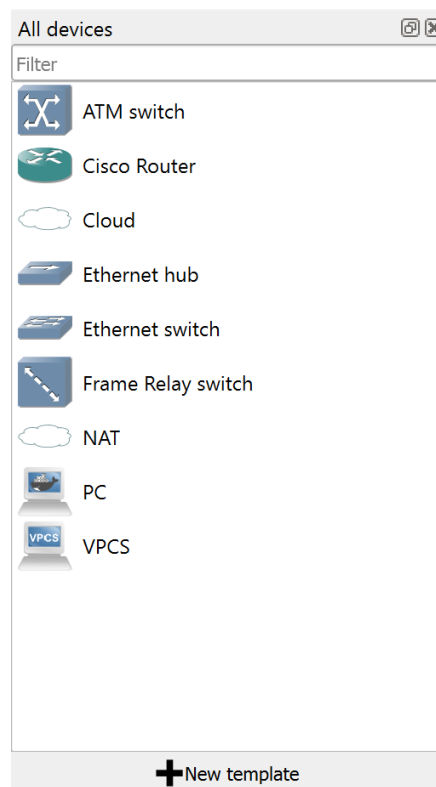 All devices
Filter
ATM switch
Cisco Router
Cloud
Ethernet hub
Ethernet switch
Frame Relay switch
NAT
PC
VPCS
VPCS
New template